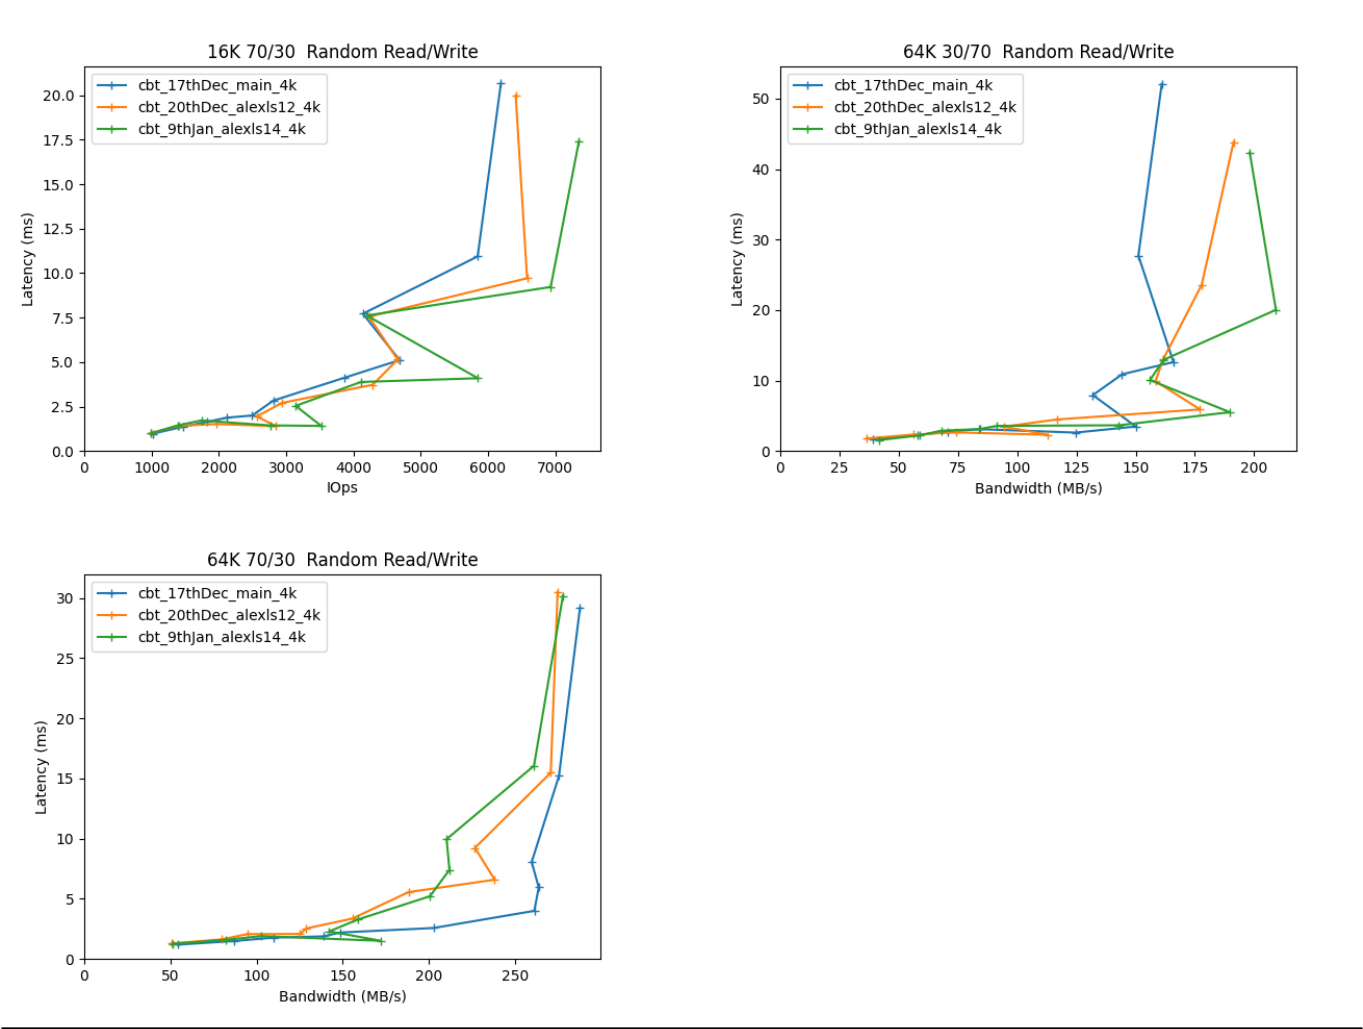 16K 70/30  Random Read/Write
cbt_17thDec_main_4k
cbt_20thDec_alexls12_4k
cbt_9thJan_alexls14_4k
20.0
17.5
15.0
12.5
10.0
7.5
5.0
2.5
0.0
Latency (ms)
0 1000 2000 3000 4000 5000 6000 7000
IOps
64K 30/70  Random Read/Write
cbt_17thDec_main_4k
cbt_20thDec_alexls12_4k
cbt_9thJan_alexls14_4k
50
40
30
20
10
0
Latency (ms)
0 25 50 75 100 125 150 175 200
Bandwidth (MB/s)
64K 70/30  Random Read/Write
cbt_17thDec_main_4k
cbt_20thDec_alexls12_4k
cbt_9thJan_alexls14_4k
30
25
20
15
10
5
0
Latency (ms)
0 50 100 150 200 250
Bandwidth (MB/s)